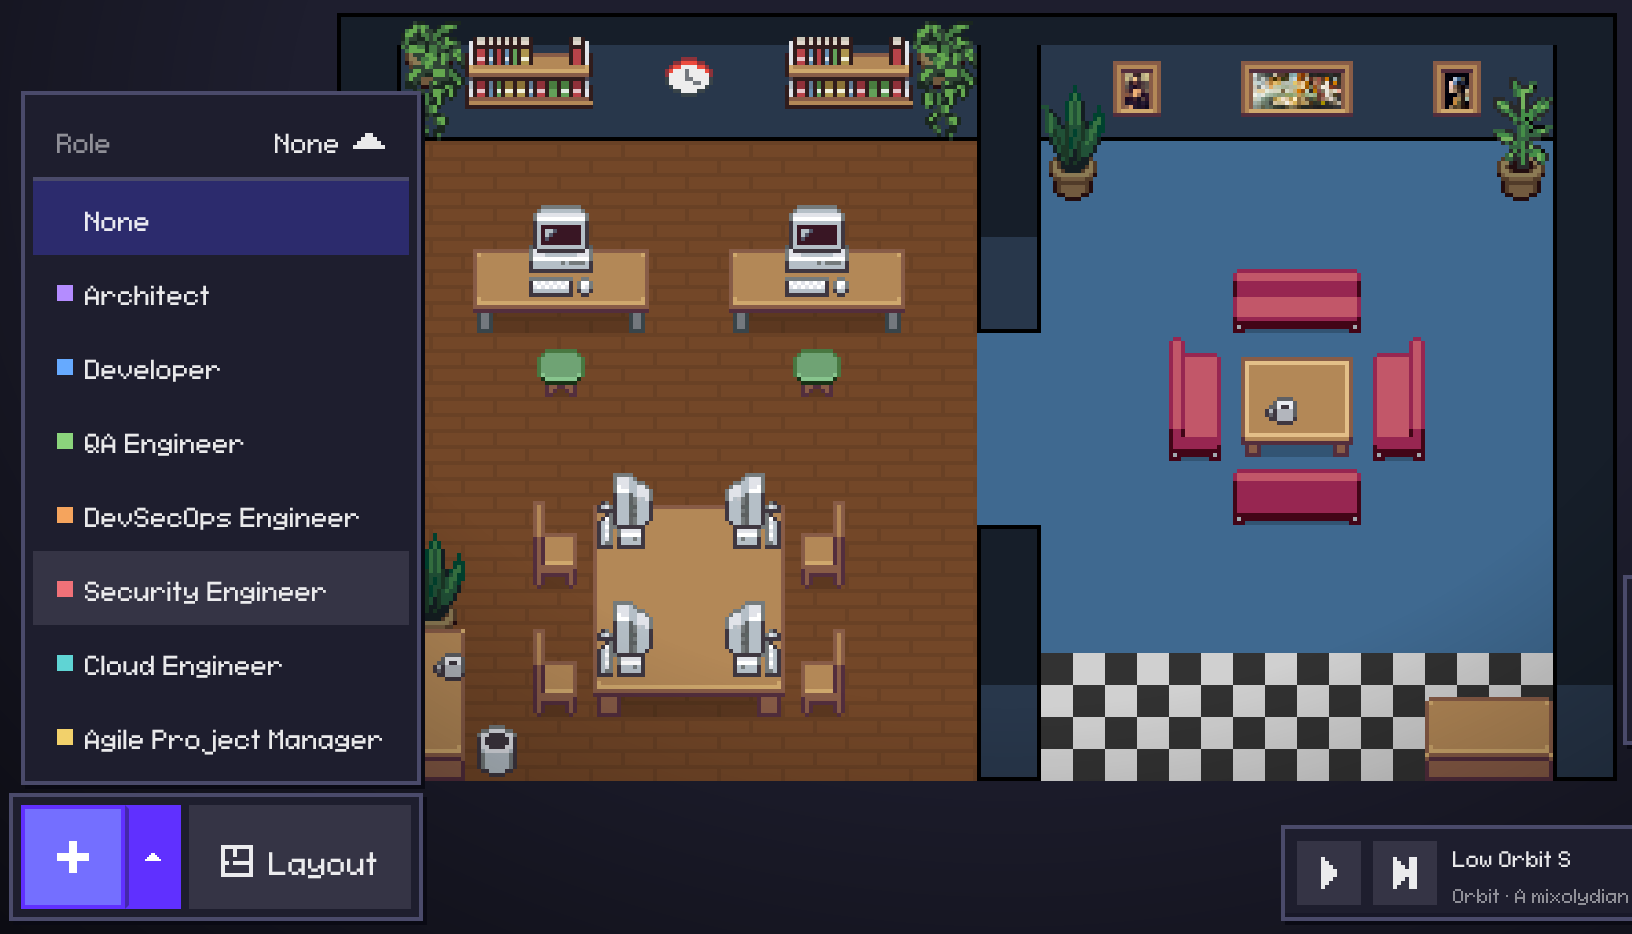 Role None
None
Architect
Developer
QA Engineer
DevSecOps Engineer
Security Engineer
Cloud Engineer
Agile Project Manager
Layout
Low Orbit S
Orbit · A mixolydian